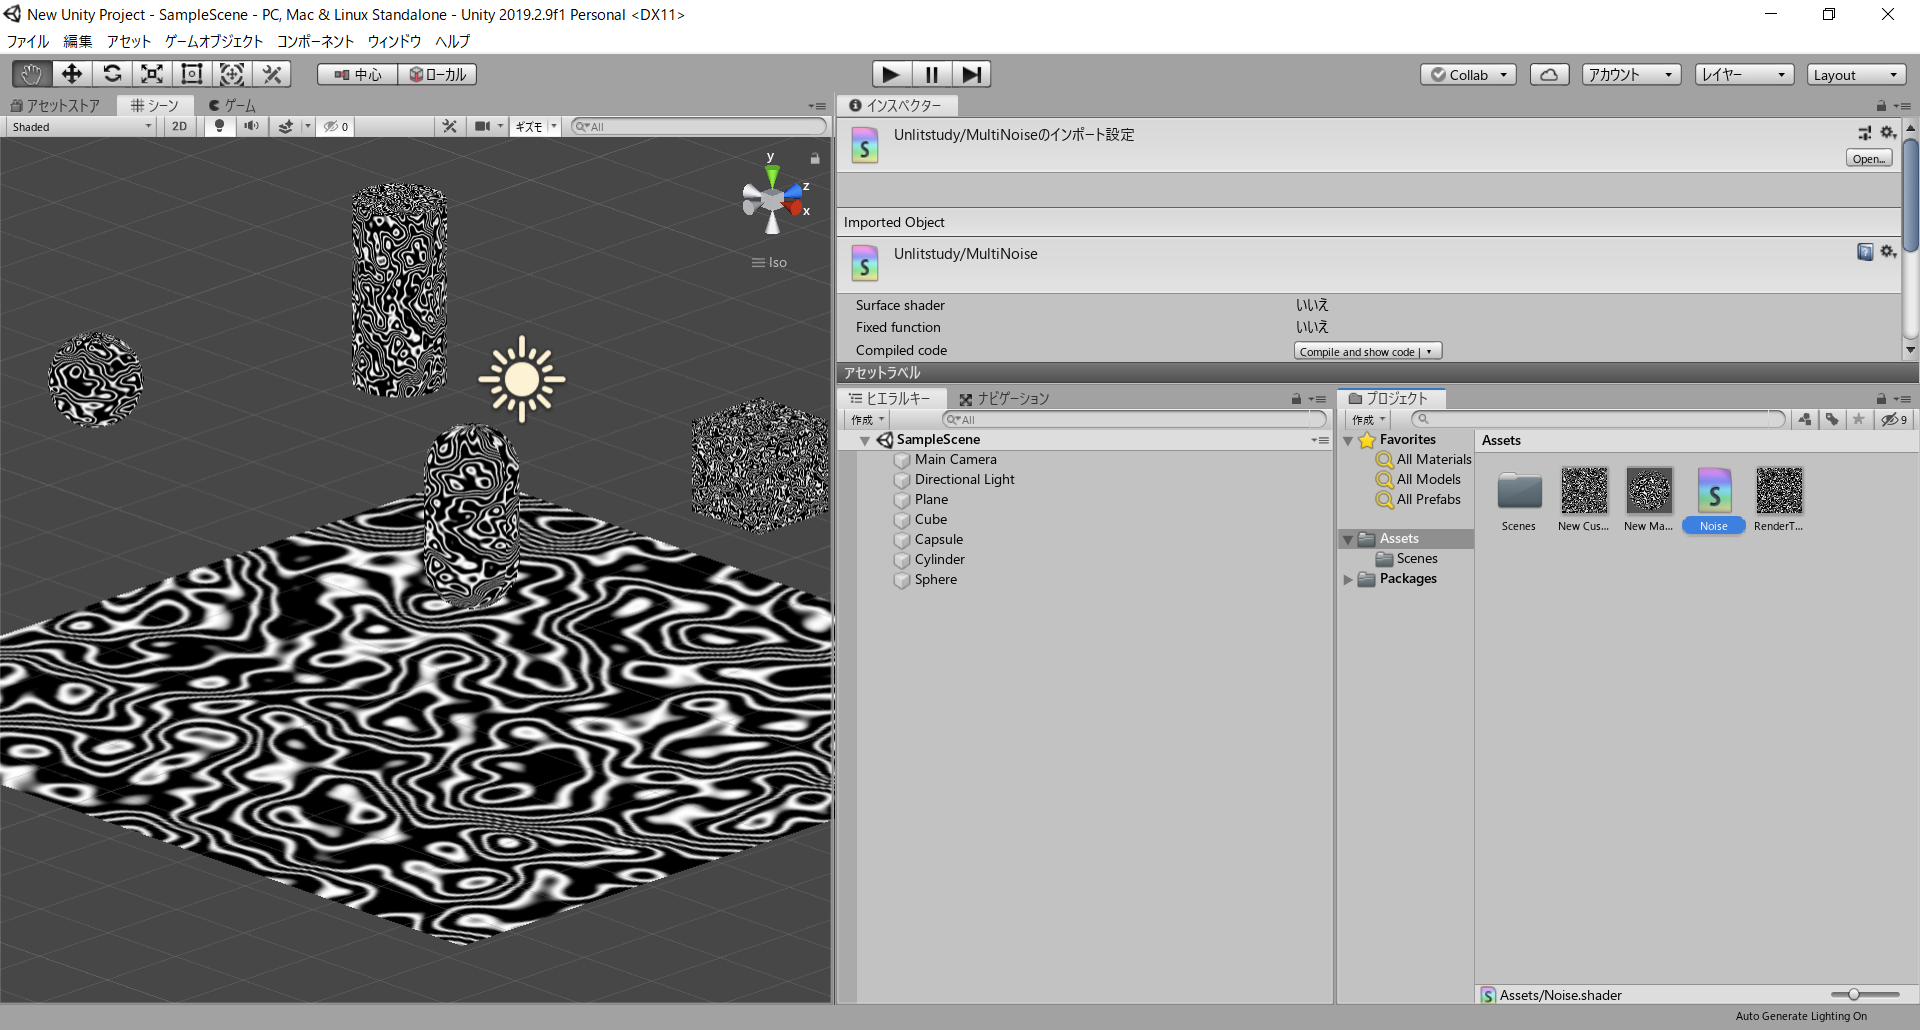 New Unity Project - SampleScene - PC, Mac & Linux Standalone - Unity 2019.2.9f1 Personal <DX11>
ファイル 編集 アセット ゲームオブジェクト コンポーネント ウィンドウ ヘルプ
中心 ローカル Collab アカウント レイヤー Layout
アセットストア シーン ゲーム
Shaded 2D 0 ギズモ All
y
z
x
Iso
インスペクター
Unlitstudy/MultiNoiseのインポート設定
Open...
Imported Object
Unlitstudy/MultiNoise
Surface shader いいえ
Fixed function いいえ
Compiled code Compile and show code |
アセットラベル
ヒエラルキー ナビゲーション
作成 All
SampleScene
Main Camera
Directional Light
Plane
Cube
Capsule
Cylinder
Sphere
プロジェクト
作成 9
Favorites
All Materials
All Models
All Prefabs
Assets
Scenes
Packages
Assets
Scenes New Cus... New Ma... Noise RenderT...
Assets/Noise.shader
Auto Generate Lighting On